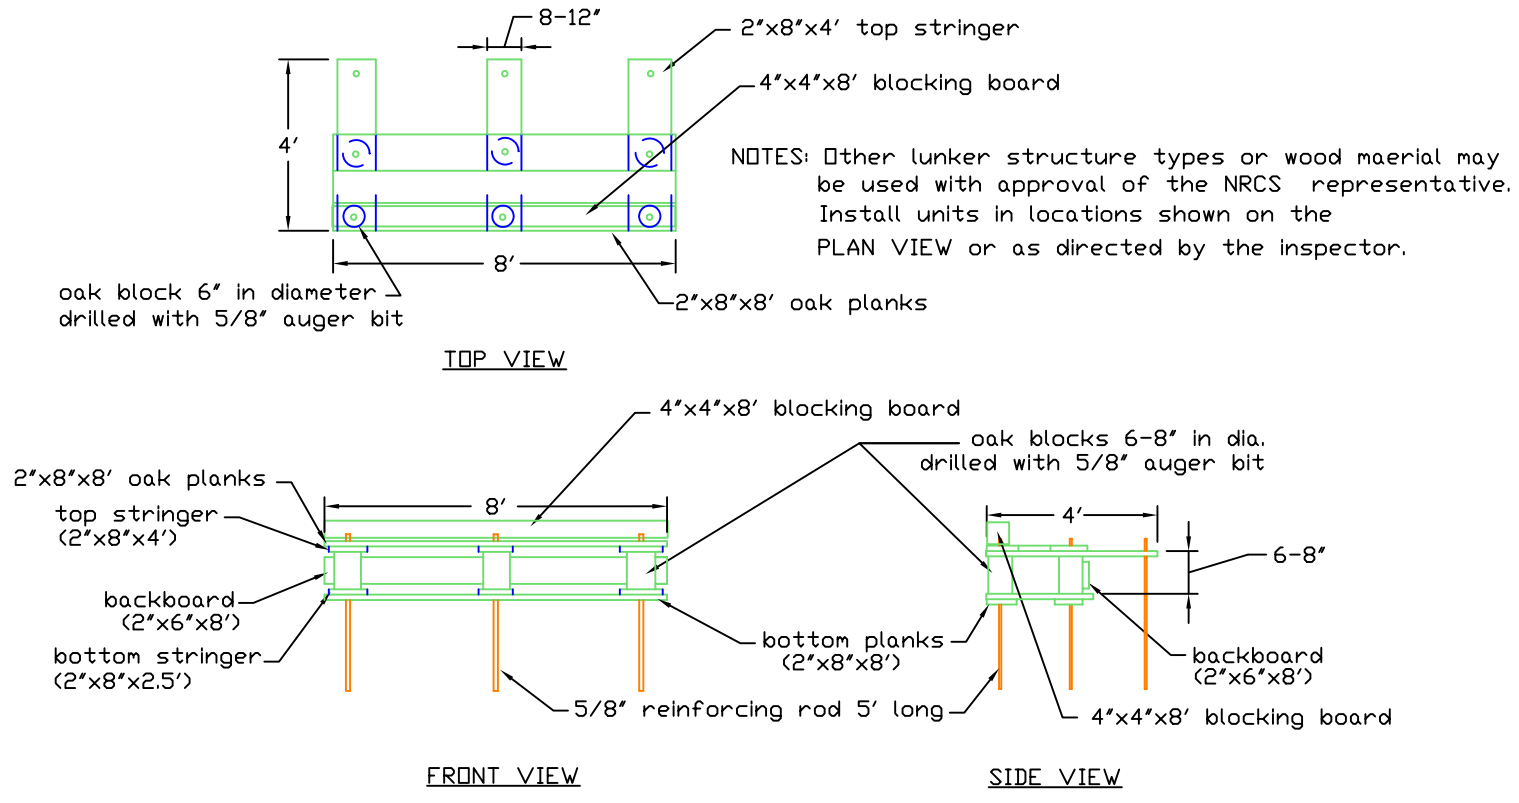 8-12"
2"x8"x4' top stringer
4"x4"x8' blocking board
4'
NOTES: Other lunker structure types or wood maerial may
be used with approval of the NRCS representative.
Install units in locations shown on the
PLAN VIEW or as directed by the inspector.
8'
oak block 6" in diameter
drilled with 5/8" auger bit
2"x8"x8' oak planks
TOP VIEW
4"x4"x8' blocking board
oak blocks 6-8" in dia.
drilled with 5/8" auger bit
2"x8"x8' oak planks
top stringer
(2"x8"x4')
8'
4'
6-8"
backboard
(2"x6"x8')
bottom stringer
(2"x8"x2.5')
bottom planks
(2"x8"x8')
backboard
(2"x6"x8')
5/8" reinforcing rod 5' long
4"x4"x8' blocking board
FRONT VIEW
SIDE VIEW